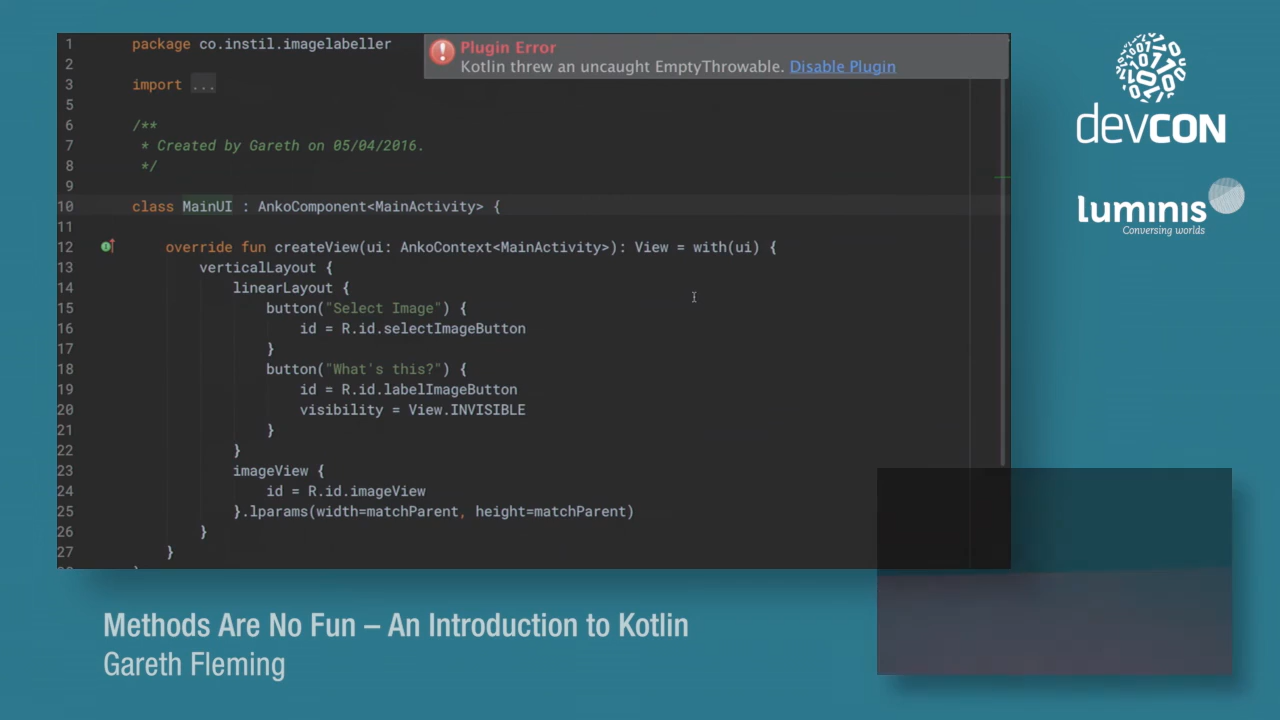 1 package co.instil.imagelabeller
Plugin Error
Kotlin threw an uncaught EmptyThrowable. Disable Plugin
2
3 import ...
5
6 /**
7 * Created by Gareth on 05/04/2016.
8 */
9
10 class MainUI : AnkoComponent<MainActivity> {
11
12 override fun createView(ui: AnkoContext<MainActivity>): View = with(ui) {
13 verticalLayout {
14 linearLayout {
15 button("Select Image") {
16 id = R.id.selectImageButton
17 }
18 button("What's this?") {
19 id = R.id.labelImageButton
20 visibility = View.INVISIBLE
21 }
22 }
23 imageView {
24 id = R.id.imageView
25 }.lparams(width=matchParent, height=matchParent)
26 }
27 }
devCON
luminis
Conversing worlds
Methods Are No Fun – An Introduction to Kotlin
Gareth Fleming